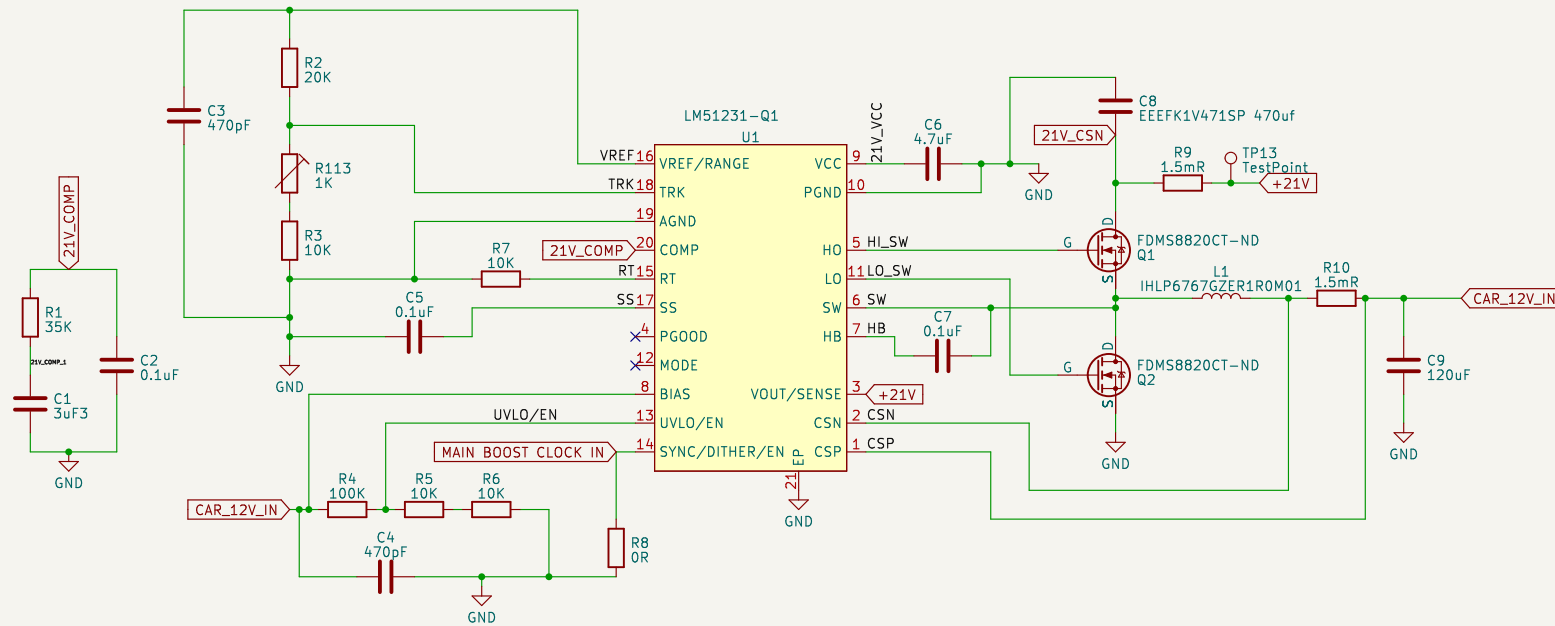 R2
20K
C3
470pF
R113
1K
R3
10K
21V_COMP
R1
35K
21V_COMP_1
C1
3uF3
C2
0.1uF
GND
GND
LM51231-Q1
U1
VREF 16 VREF/RANGE
TRK 18 TRK
19 AGND
21V_COMP 20 COMP
R7
10K
RT 15 RT
C5
0.1uF
SS 17 SS
4 PGOOD
12 MODE
8 BIAS
UVLO/EN 13 UVLO/EN
MAIN BOOST CLOCK IN 14 SYNC/DITHER/EN
VCC 9 21V_VCC
PGND 10
HO 5 HI_SW
LO 11 LO_SW
SW 6 SW
HB 7 HB
VOUT/SENSE 3 +21V
CSN 2 CSN
CSP 1 CSP
EP 21
GND
C6
4.7uF
GND
C7
0.1uF
C8
EEEFK1V471SP 470uf
21V_CSN
R9
1.5mR
TP13
TestPoint
+21V
D
G
S
FDMS8820CT-ND
Q1
L1
IHLP6767GZER1R0M01
R10
1.5mR
CAR_12V_IN
D
G
S
FDMS8820CT-ND
Q2
GND
C9
120uF
GND
CAR_12V_IN
R4
100K
R5
10K
R6
10K
C4
470pF
R8
0R
GND